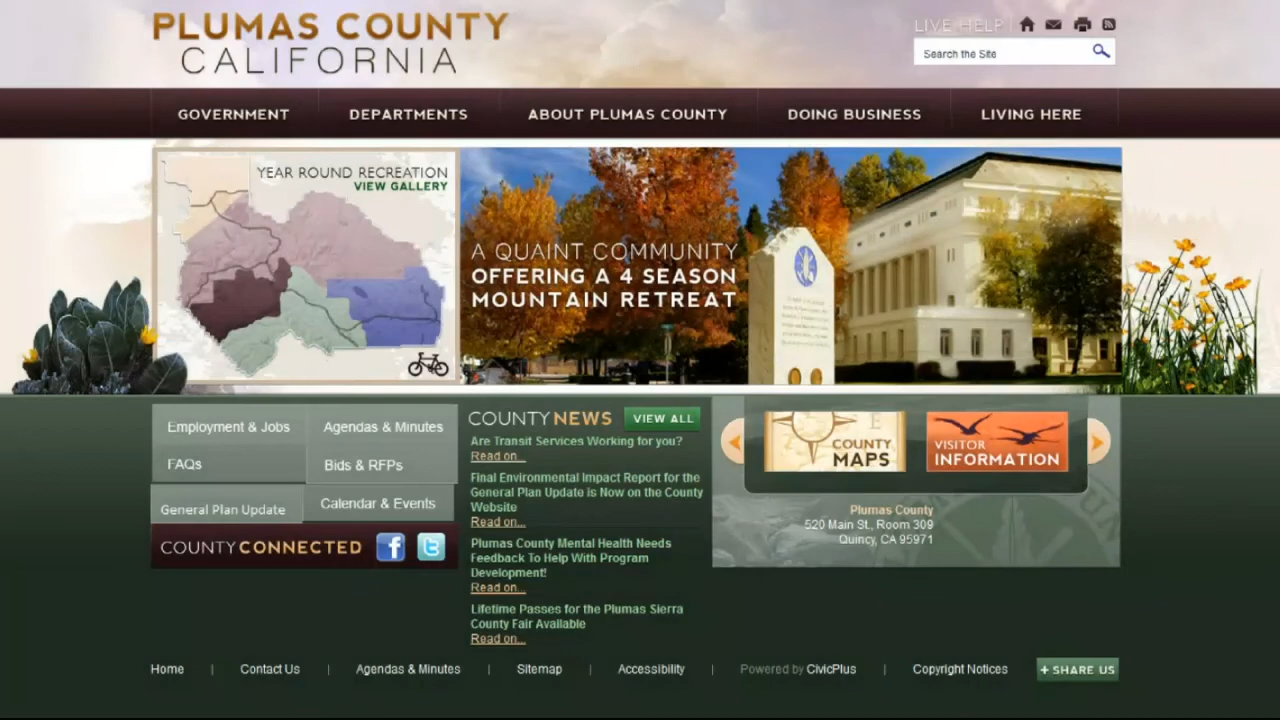 PLUMAS COUNTY
CALIFORNIA
LIVE HELP
Search the Site
GOVERNMENT
DEPARTMENTS
ABOUT PLUMAS COUNTY
DOING BUSINESS
LIVING HERE
YEAR ROUND RECREATION
VIEW GALLERY
A QUAINT COMMUNITY
OFFERING A 4 SEASON
MOUNTAIN RETREAT
Employment & Jobs
Agendas & Minutes
FAQs
Bids & RFPs
General Plan Update
Calendar & Events
COUNTY CONNECTED
COUNTY NEWS
VIEW ALL
Are Transit Services Working for you?
Read on...
Final Environmental Impact Report for the
General Plan Update is Now on the County
Website
Read on...
Plumas County Mental Health Needs
Feedback To Help With Program
Development!
Read on...
Lifetime Passes for the Plumas Sierra
County Fair Available
Read on...
COUNTY
MAPS
VISITOR
INFORMATION
Plumas County
520 Main St., Room 309
Quincy, CA 95971
Home | Contact Us | Agendas & Minutes | Sitemap | Accessibility | Powered by CivicPlus | Copyright Notices
+ SHARE US